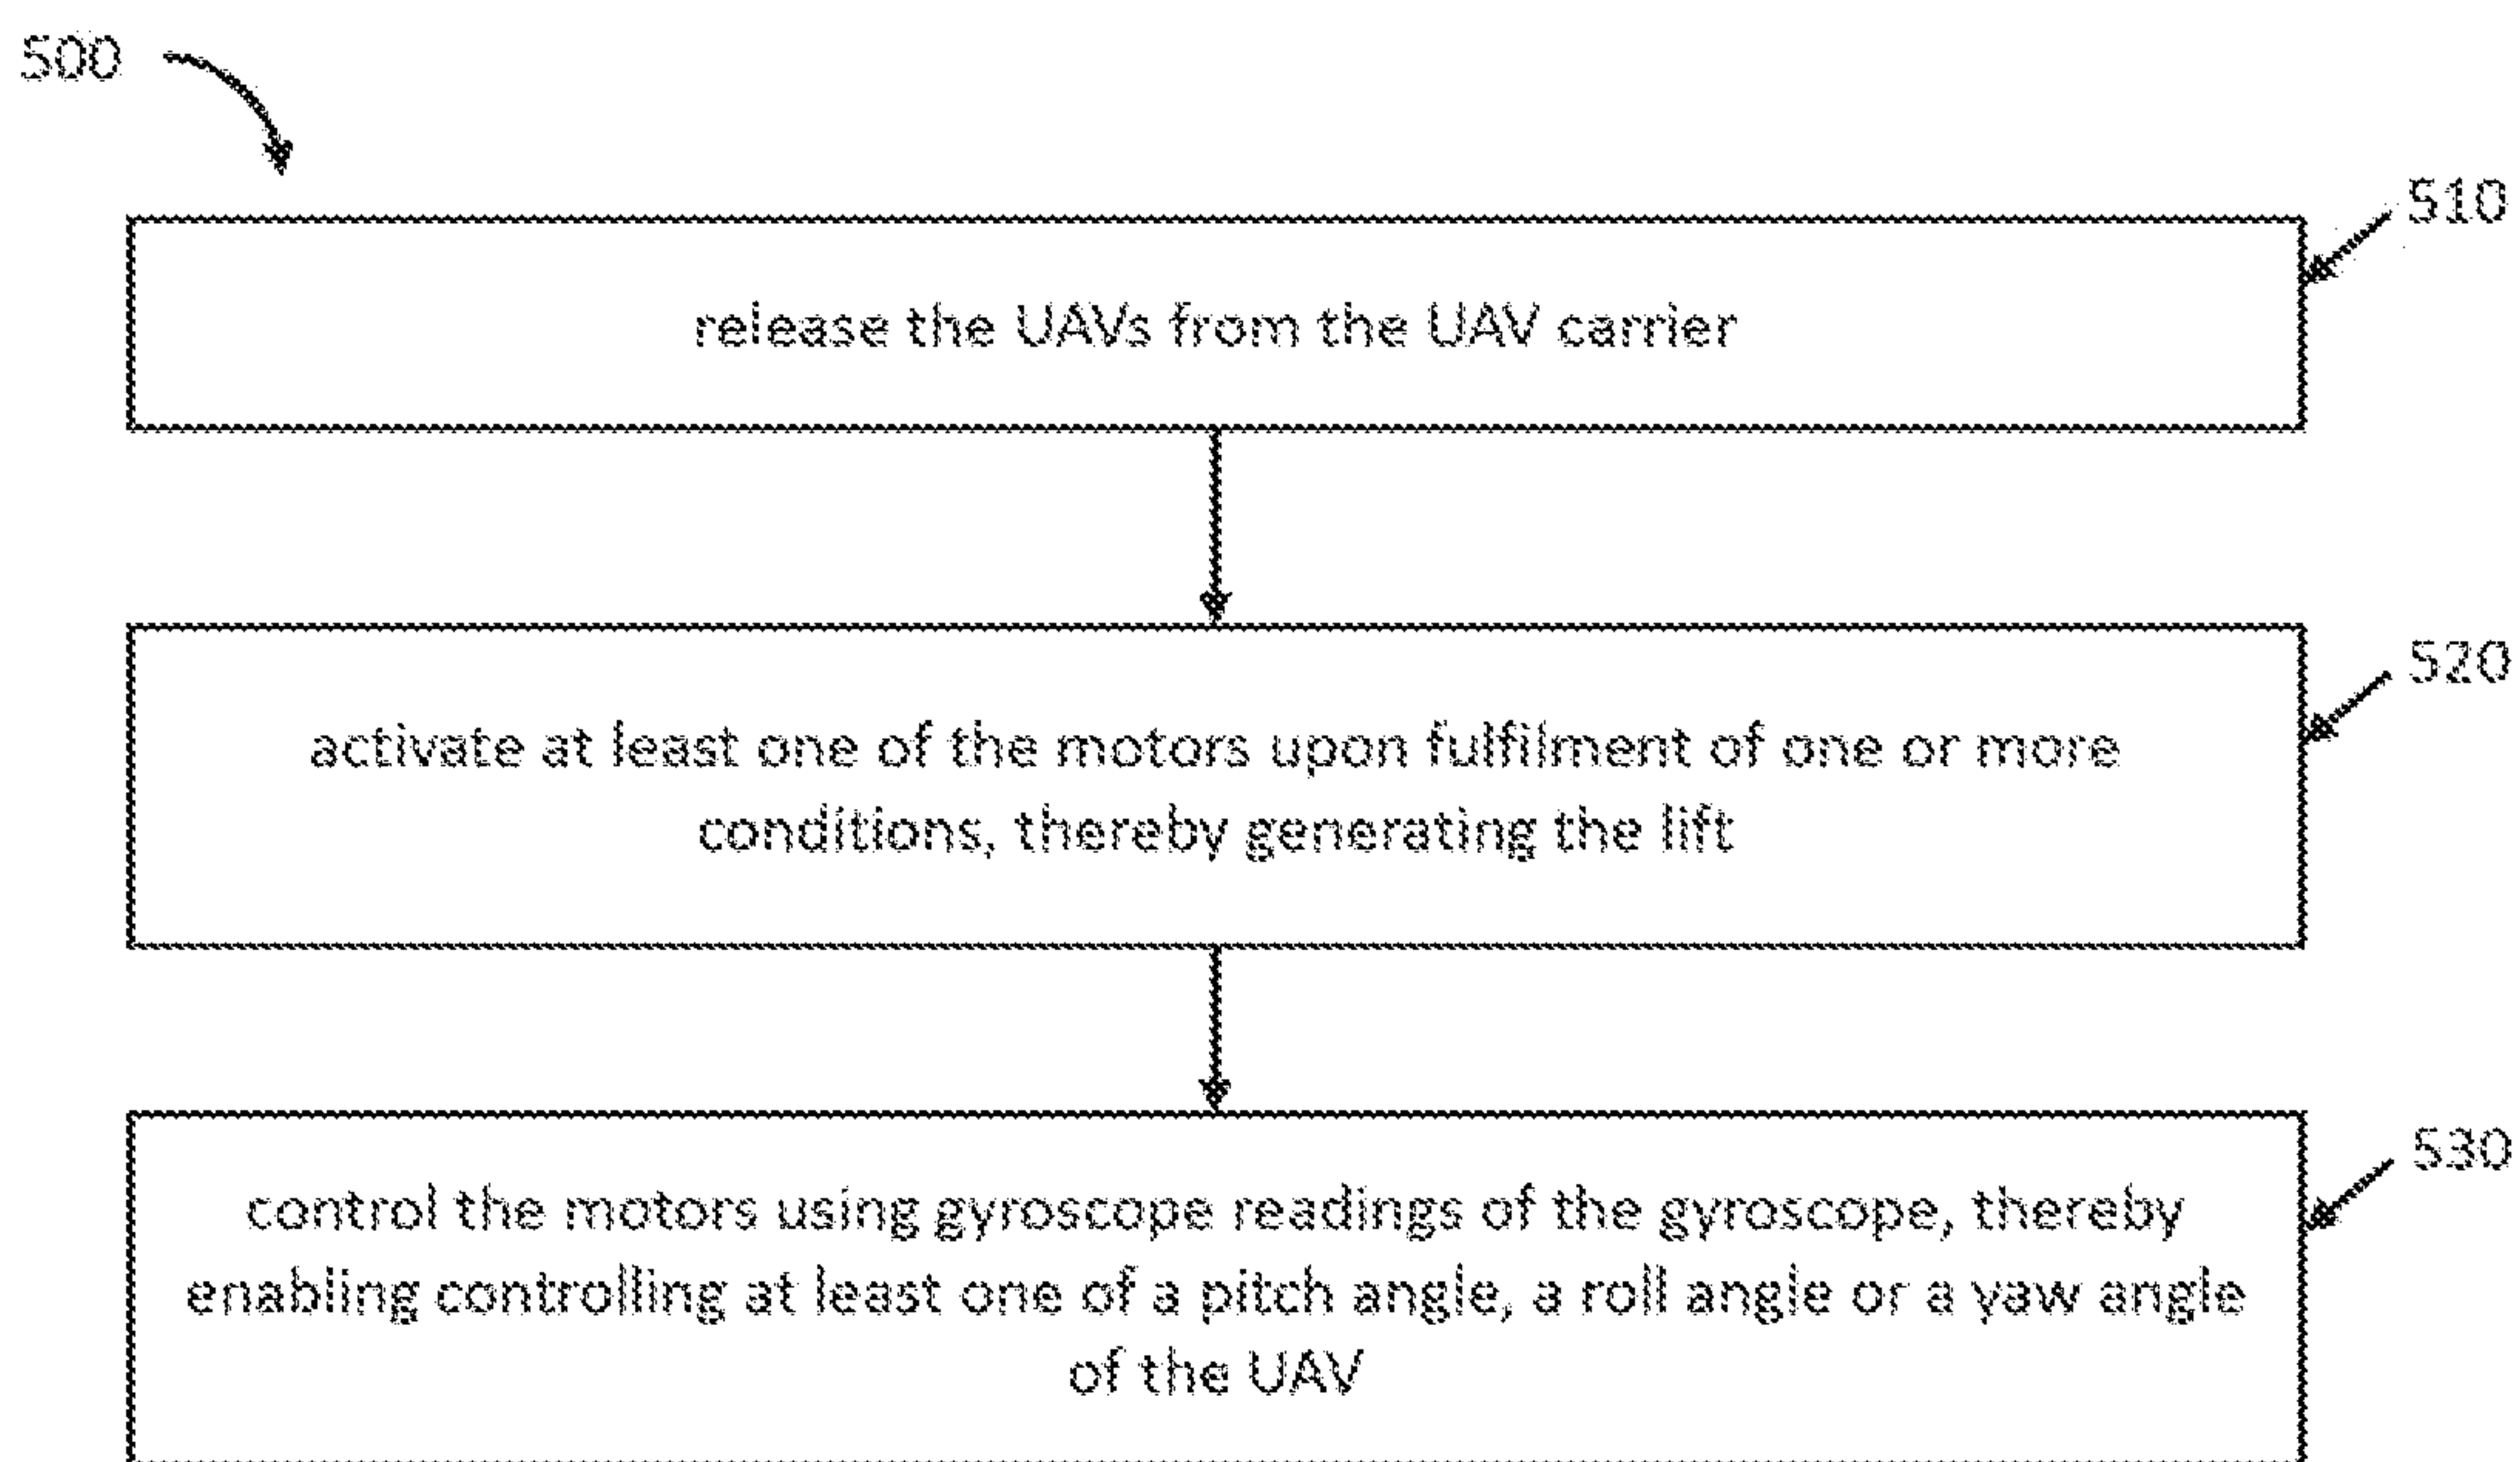 500
510
release the UAVs from the UAV carrier
520
activate at least one of the motors upon fulfilment of one or more
conditions, thereby generating the lift
530
control the motors using gyroscope readings of the gyroscope, thereby
enabling controlling at least one of a pitch angle, a roll angle or a yaw angle
of the UAV